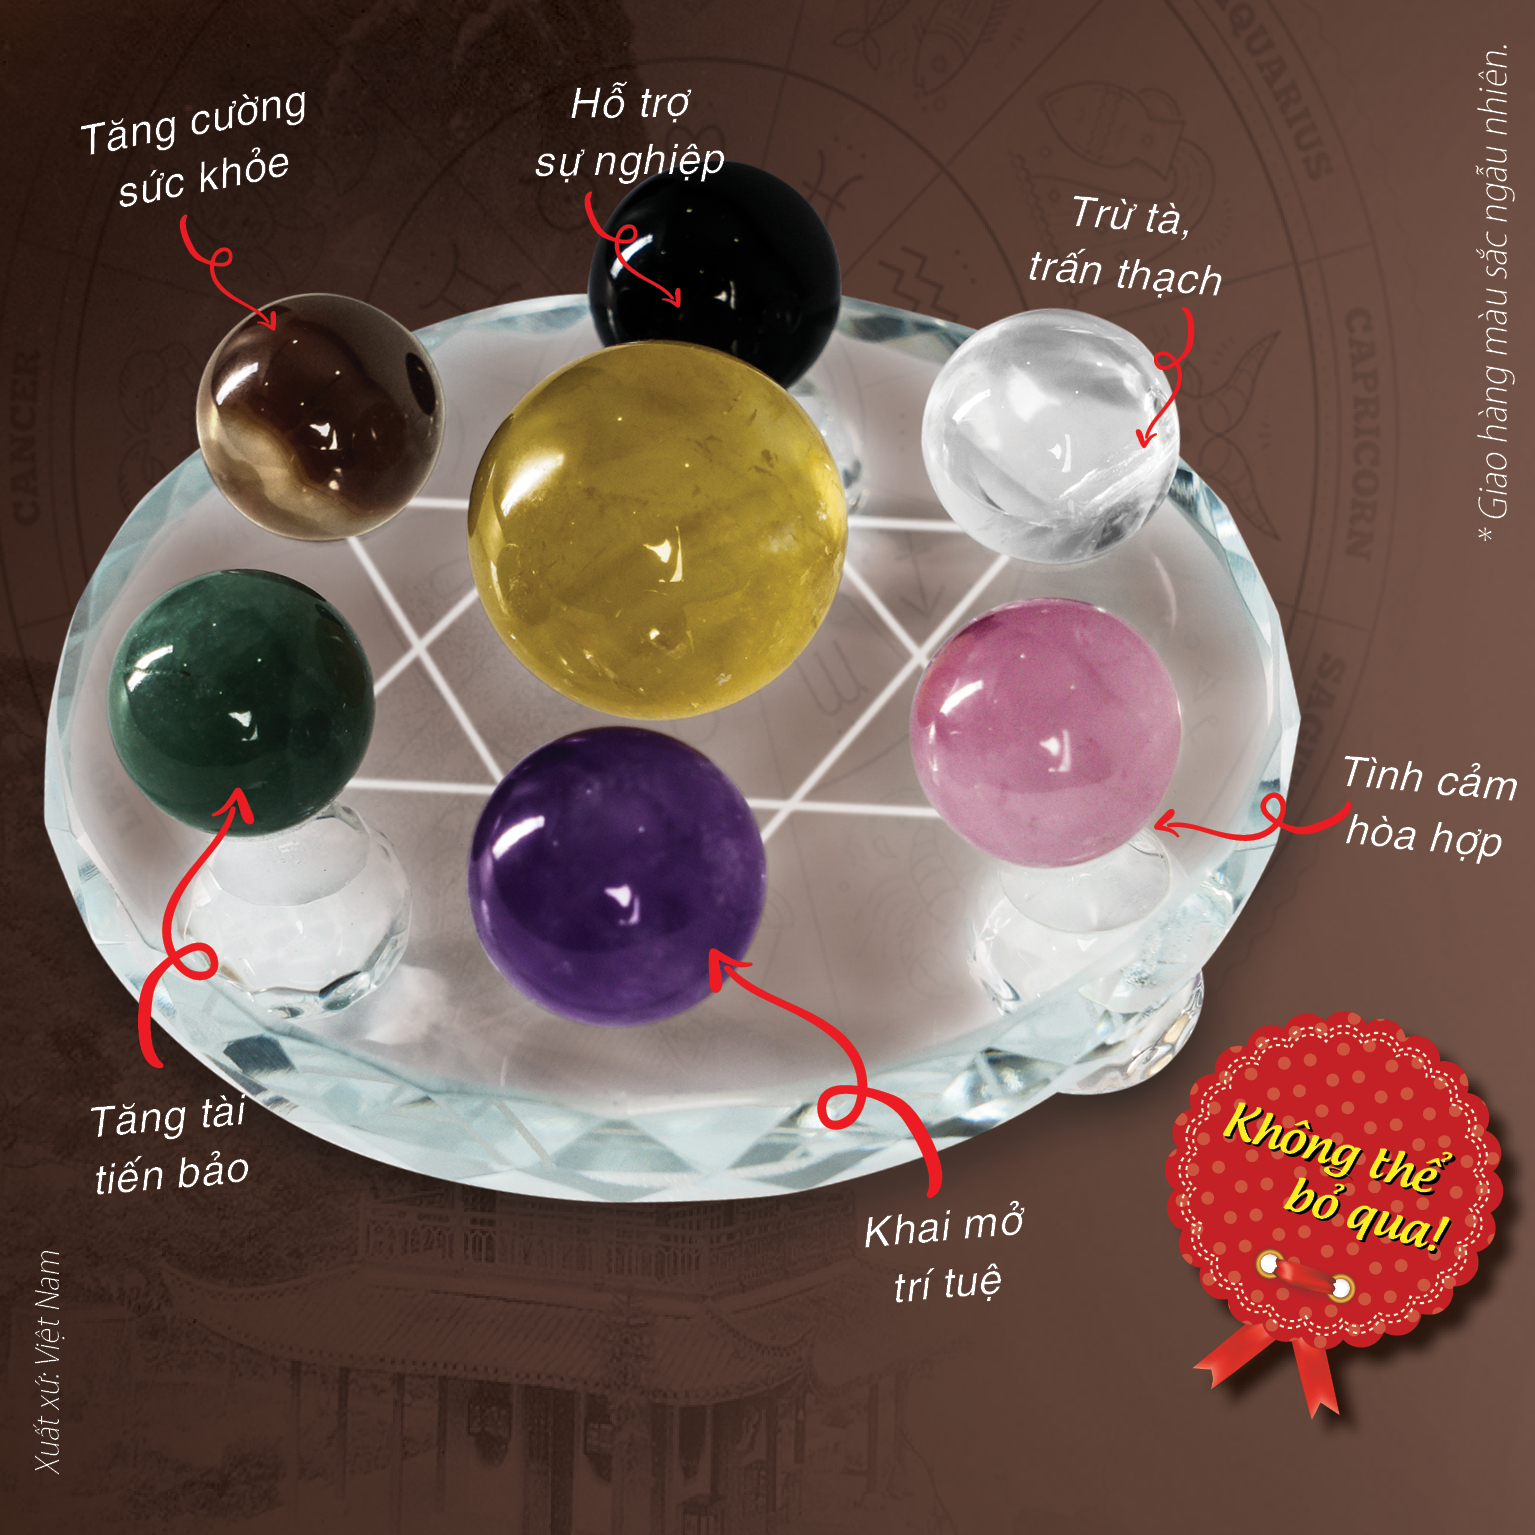 Tăng cường
sức khỏe
Hỗ trợ
sự nghiệp
Trừ tà,
trấn thạch
* Giao hàng màu sắc ngẫu nhiên.
AQUARIUS
CAPRICORN
CANCER
Tình cảm
hòa hợp
Tăng tài
tiến bảo
Khai mở
trí tuệ
Không thể
bỏ qua!
Xuất xứ: Việt Nam